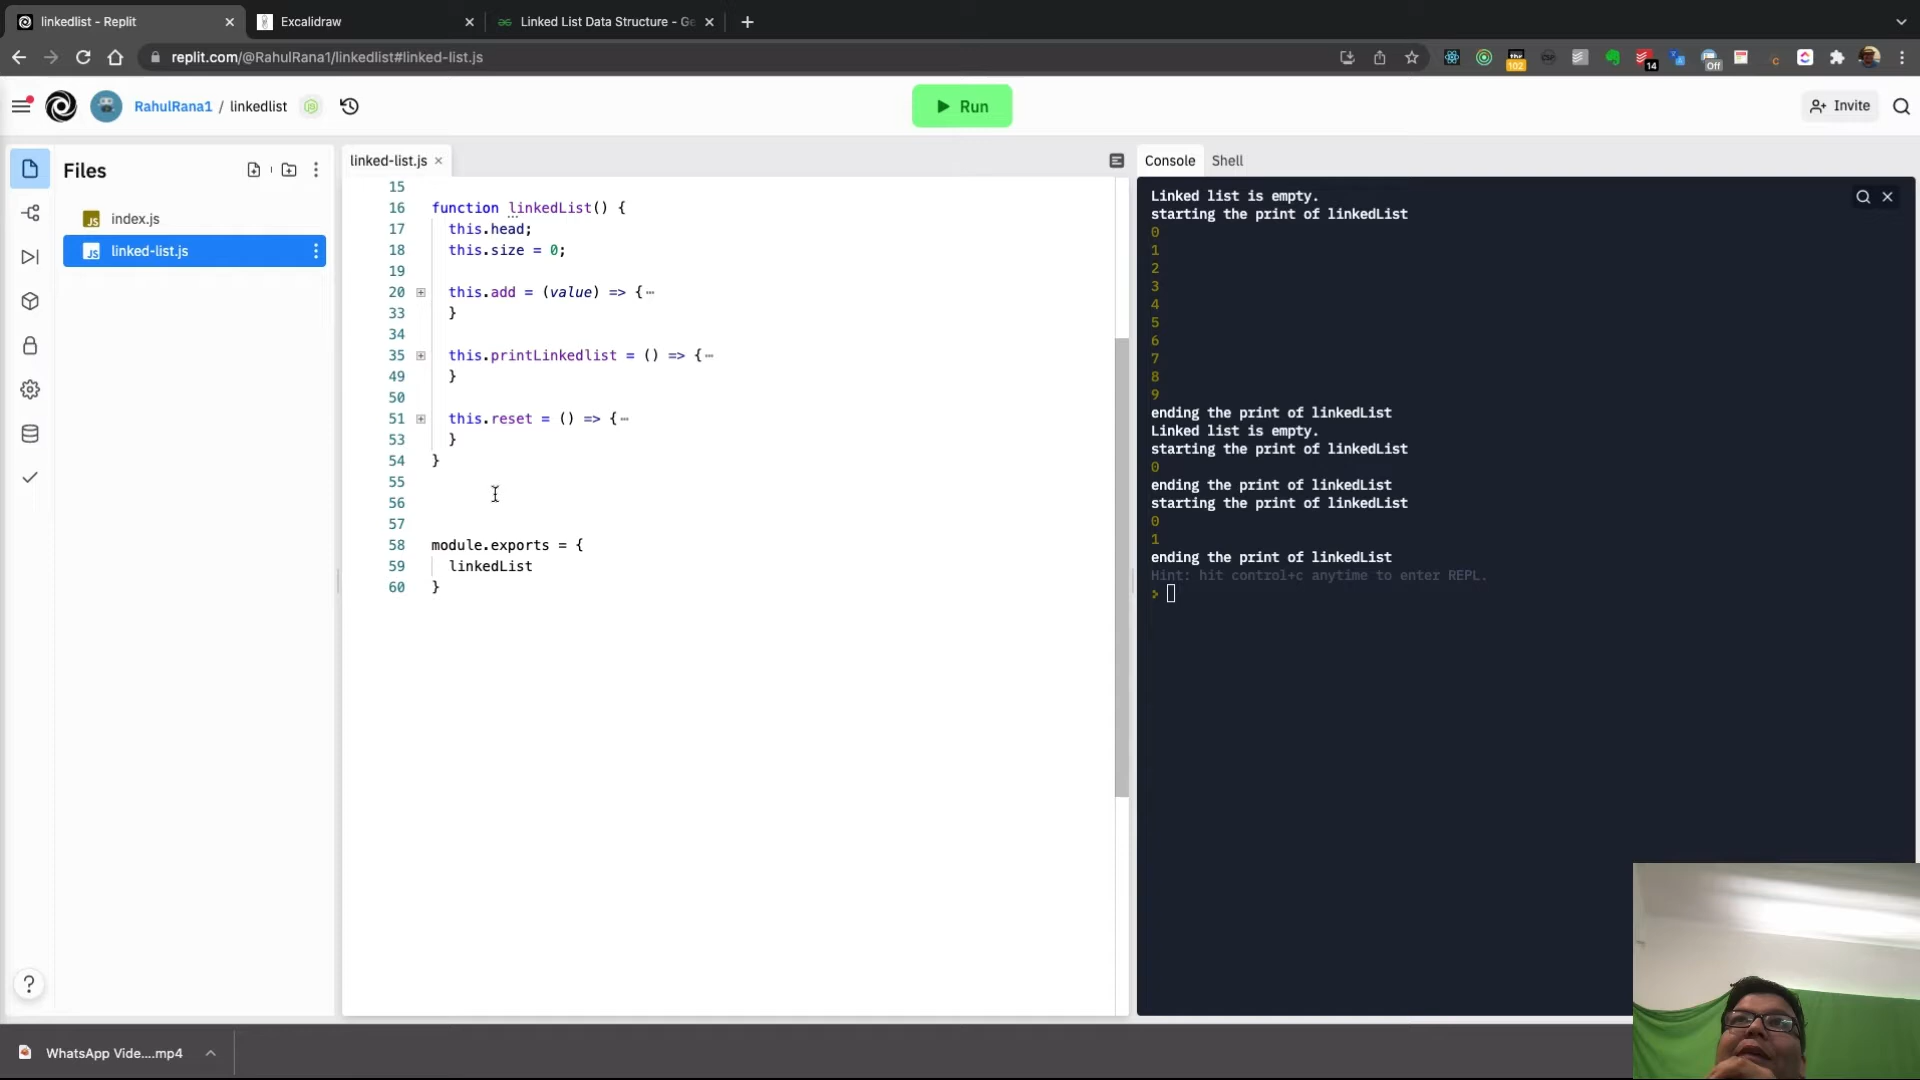 linkedlist - Replit
Excalidraw
Linked List Data Structure - Ge
replit.com/@RahulRana1/linkedlist#linked-list.js
102
14
Off
RahulRana1 / linkedlist
Run
Invite
Files
index.js
linked-list.js
linked-list.js
15
16 function linkedList() {
17 this.head;
18 this.size = 0;
19
20 this.add = (value) => {
33 }
34
35 this.printLinkedlist = () => {
49 }
50
51 this.reset = () => {
53 }
54 }
55
56
57
58 module.exports = {
59 linkedList
60 }
Console Shell
Linked list is empty.
starting the print of linkedList
0
1
2
3
4
5
6
7
8
9
ending the print of linkedList
Linked list is empty.
starting the print of linkedList
0
ending the print of linkedList
starting the print of linkedList
0
1
ending the print of linkedList
Hint: hit control+c anytime to enter REPL.
>
?
WhatsApp Vide....mp4